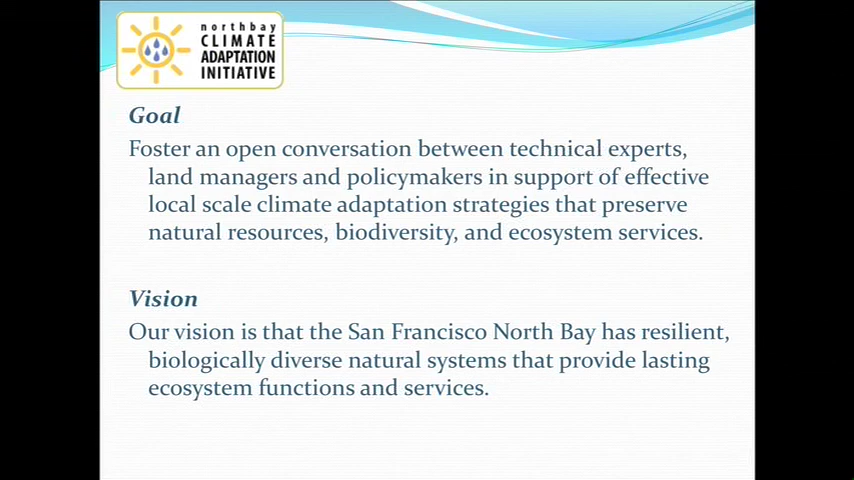 northbay
CLIMATE
ADAPTATION
INITIATIVE
Goal
Foster an open conversation between technical experts,
land managers and policymakers in support of effective
local scale climate adaptation strategies that preserve
natural resources, biodiversity, and ecosystem services.
Vision
Our vision is that the San Francisco North Bay has resilient,
biologically diverse natural systems that provide lasting
ecosystem functions and services.